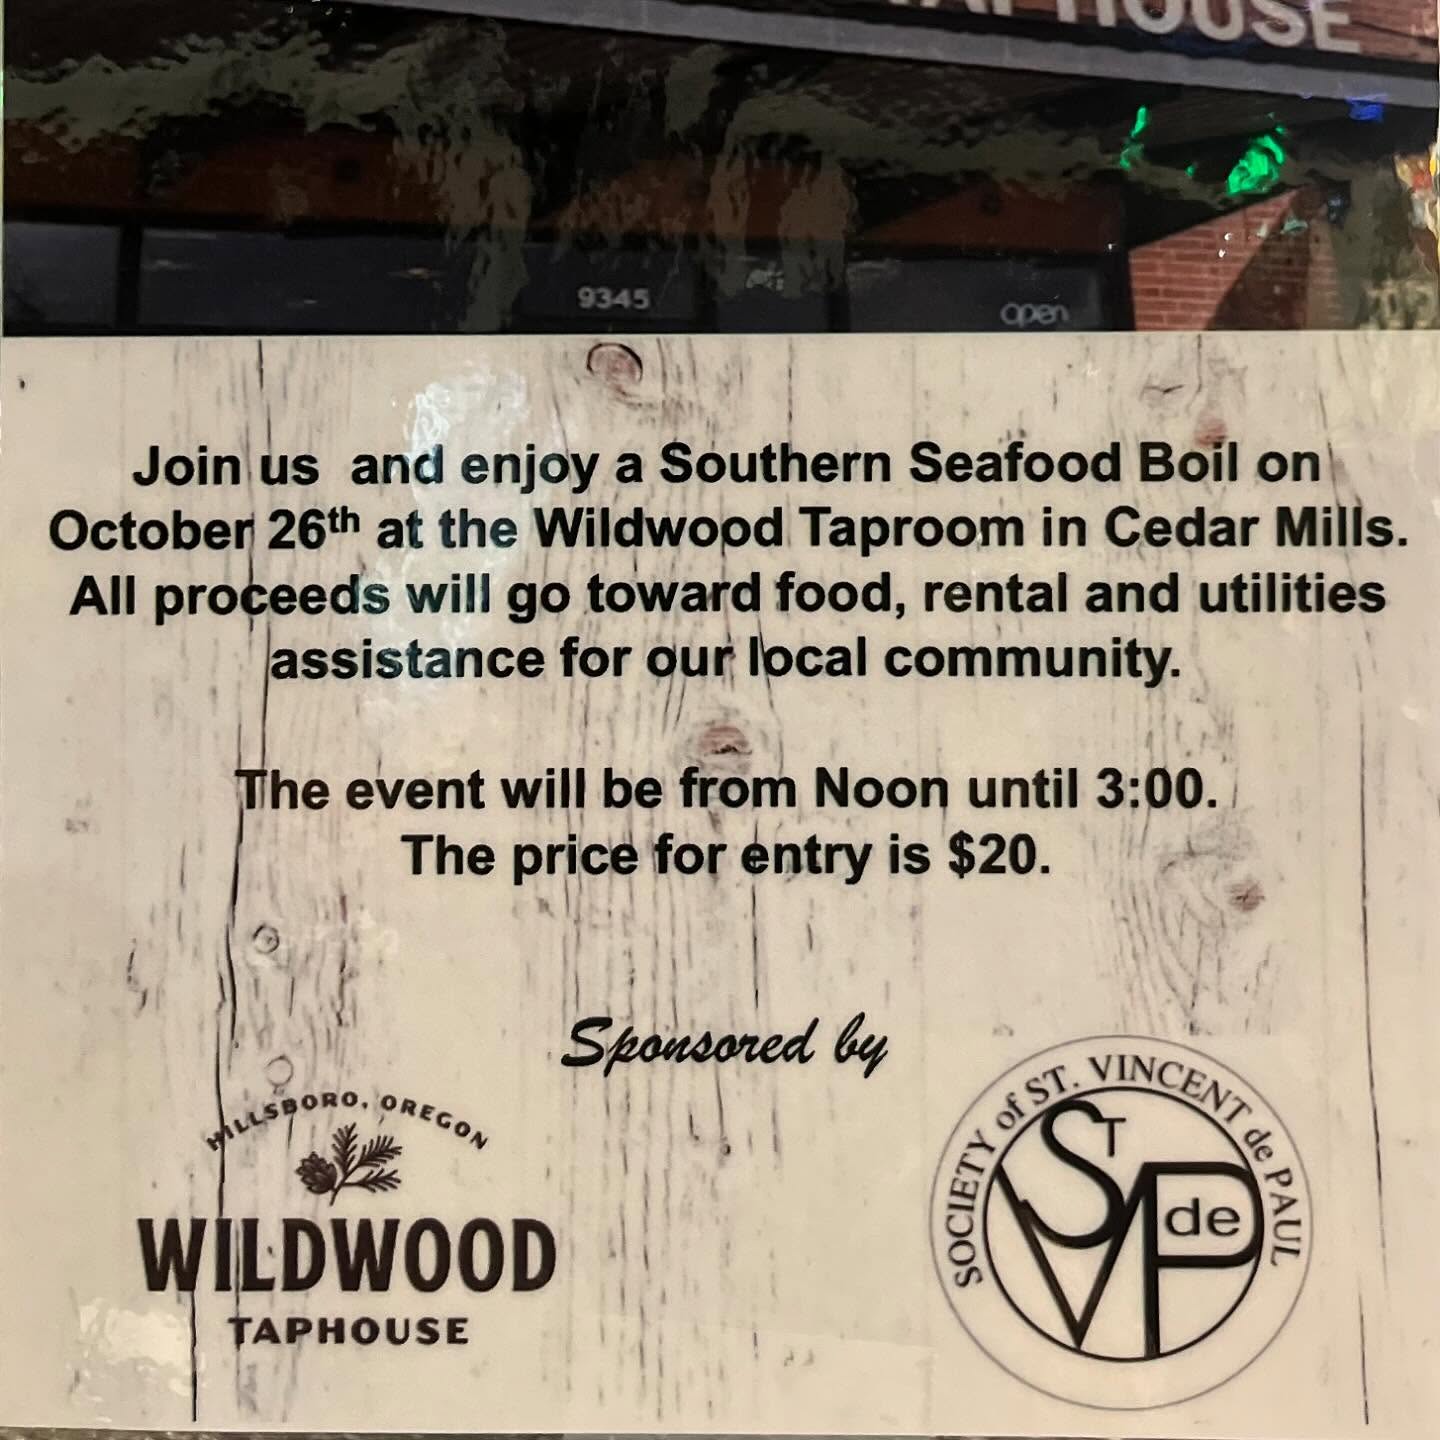 TAPHOUSE
9345
open
Join us and enjoy a Southern Seafood Boil on
October 26th at the Wildwood Taproom in Cedar Mills.
All proceeds will go toward food, rental and utilities
assistance for our local community.
The event will be from Noon until 3:00.
The price for entry is $20.
Sponsored by
HILLSBORO, OREGON
WILDWOOD
TAPHOUSE
SOCIETY of ST. VINCENT de PAUL
ST
V de P